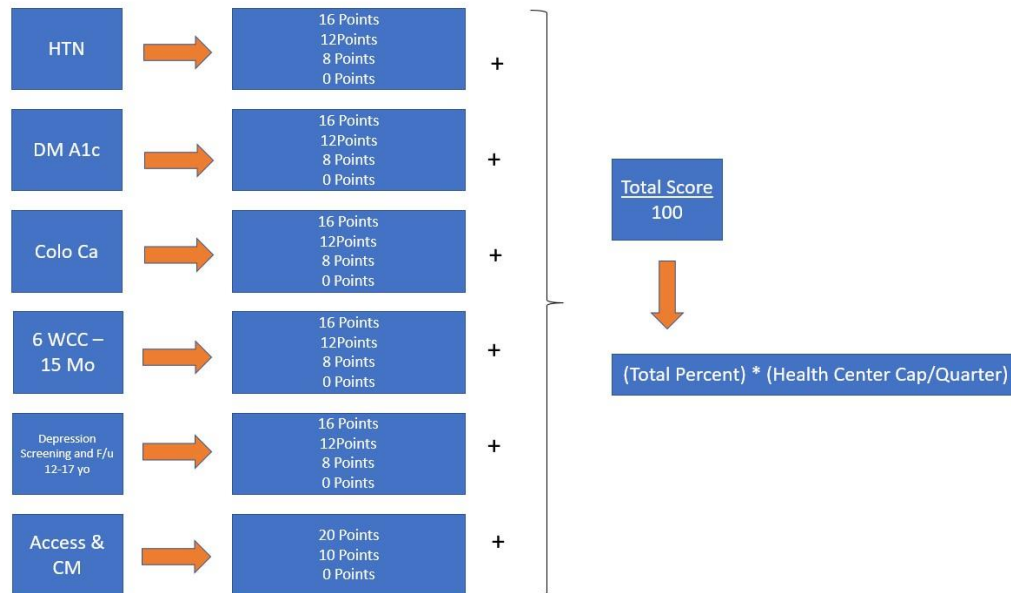 HTN
16 Points
12Points
8 Points
0 Points
+
DM A1c
16 Points
12Points
8 Points
0 Points
+
Colo Ca
16 Points
12Points
8 Points
0 Points
+
6 WCC –
15 Mo
16 Points
12Points
8 Points
0 Points
+
Depression
Screening and F/u
12-17 yo
16 Points
12Points
8 Points
0 Points
+
Access &
CM
20 Points
10 Points
0 Points
+
Total Score
100
(Total Percent) * (Health Center Cap/Quarter)